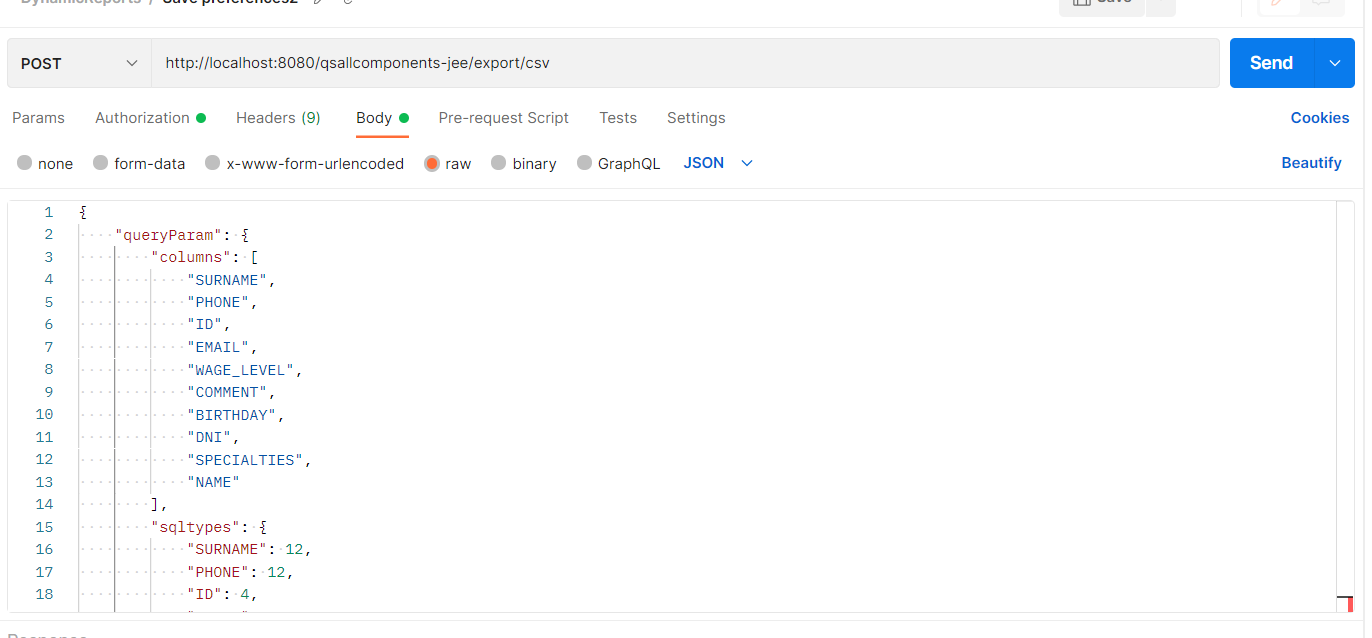 DynamicReports / Save preferences2
Save
POST http://localhost:8080/qsallcomponents-jee/export/csv Send
Params Authorization Headers (9) Body Pre-request Script Tests Settings Cookies
none form-data x-www-form-urlencoded raw binary GraphQL JSON Beautify
1 {
2 "queryParam": {
3 "columns": [
4 "SURNAME",
5 "PHONE",
6 "ID",
7 "EMAIL",
8 "WAGE_LEVEL",
9 "COMMENT",
10 "BIRTHDAY",
11 "DNI",
12 "SPECIALTIES",
13 "NAME"
14 ],
15 "sqltypes": {
16 "SURNAME": 12,
17 "PHONE": 12,
18 "ID": 4,
Response